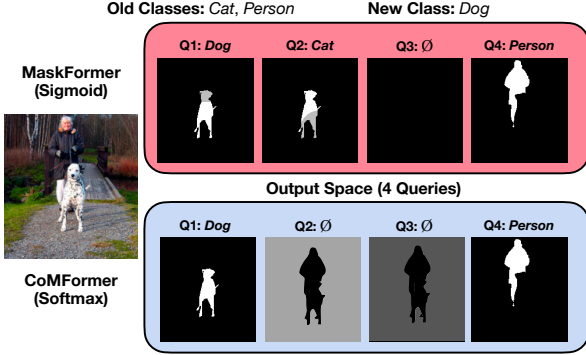 Old Classes: Cat, Person New Class: Dog
MaskFormer
(Sigmoid)
Q1: Dog Q2: Cat Q3: ∅ Q4: Person
Output Space (4 Queries)
CoMFormer
(Softmax)
Q1: Dog Q2: ∅ Q3: ∅ Q4: Person